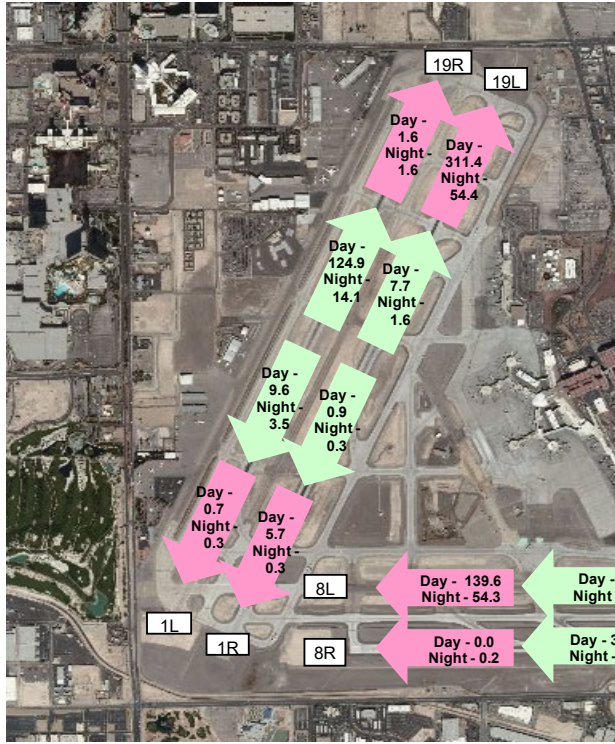 19R
19L
Day -
1.6
Night -
1.6
Day -
311.4
Night -
54.4
Day -
124.9
Night -
14.1
Day -
7.7
Night -
1.6
Day -
9.6
Night -
3.5
Day -
0.9
Night -
0.3
Day -
0.7
Night -
0.3
Day -
5.7
Night -
0.3
8L
Day - 139.6
Night - 54.3
Day -
Night
1L
1R
8R
Day - 0.0
Night - 0.2
Day - 3
Night -